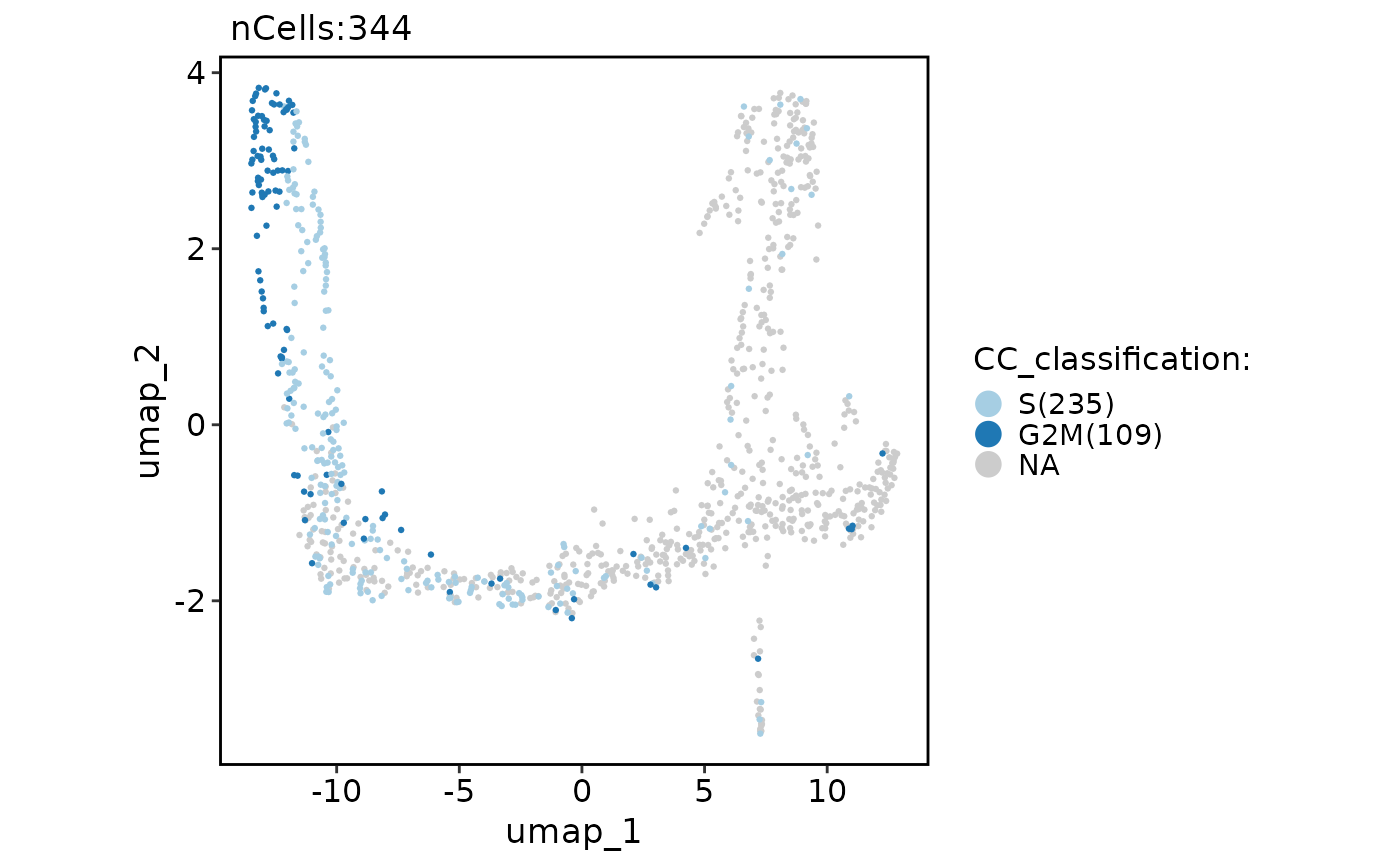 nCells:344
4
2
0
-2
umap_2
-10
-5
0
5
10
umap_1
CC_classification:
S(235)
G2M(109)
NA